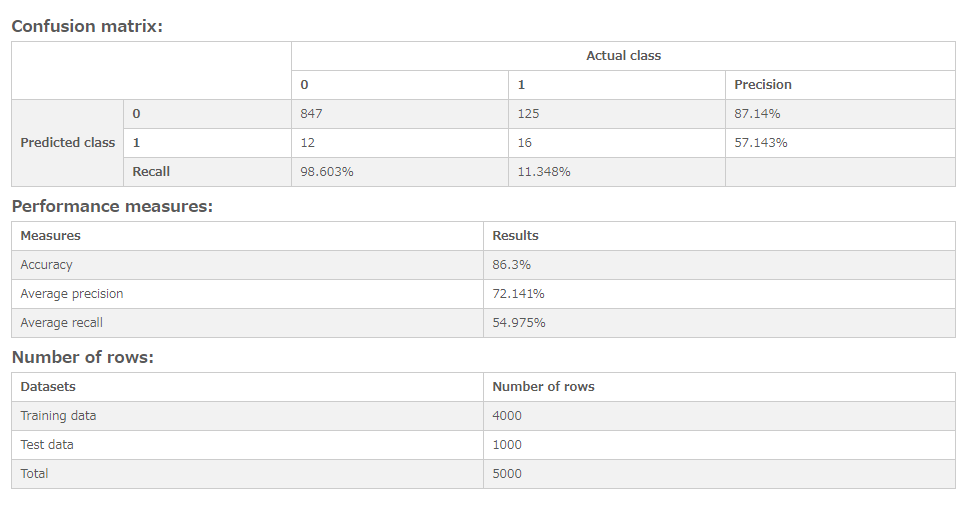 Confusion matrix:
Actual class
0 1 Precision
Predicted class 0 847 125 87.14%
1 12 16 57.143%
Recall 98.603% 11.348%
Performance measures:
Measures Results
Accuracy 86.3%
Average precision 72.141%
Average recall 54.975%
Number of rows:
Datasets Number of rows
Training data 4000
Test data 1000
Total 5000